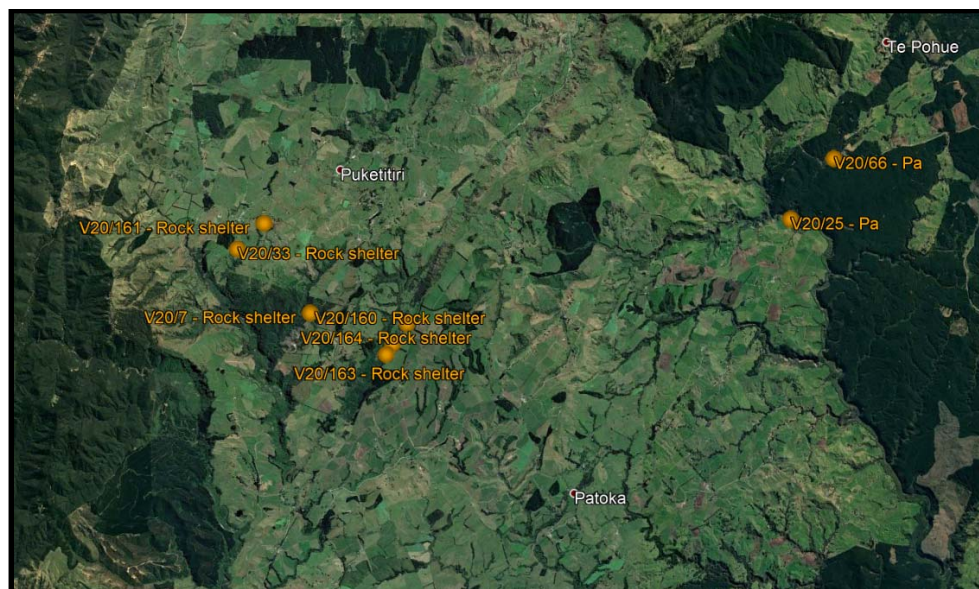 Te Pohue
V20/66 - Pa
Puketitiri
V20/161 - Rock shelter
V20/25 - Pa
V20/33 - Rock shelter
V20/7 - Rock shelter
V20/160 - Rock shelter
V20/164 - Rock shelter
V20/163 - Rock shelter
Patoka